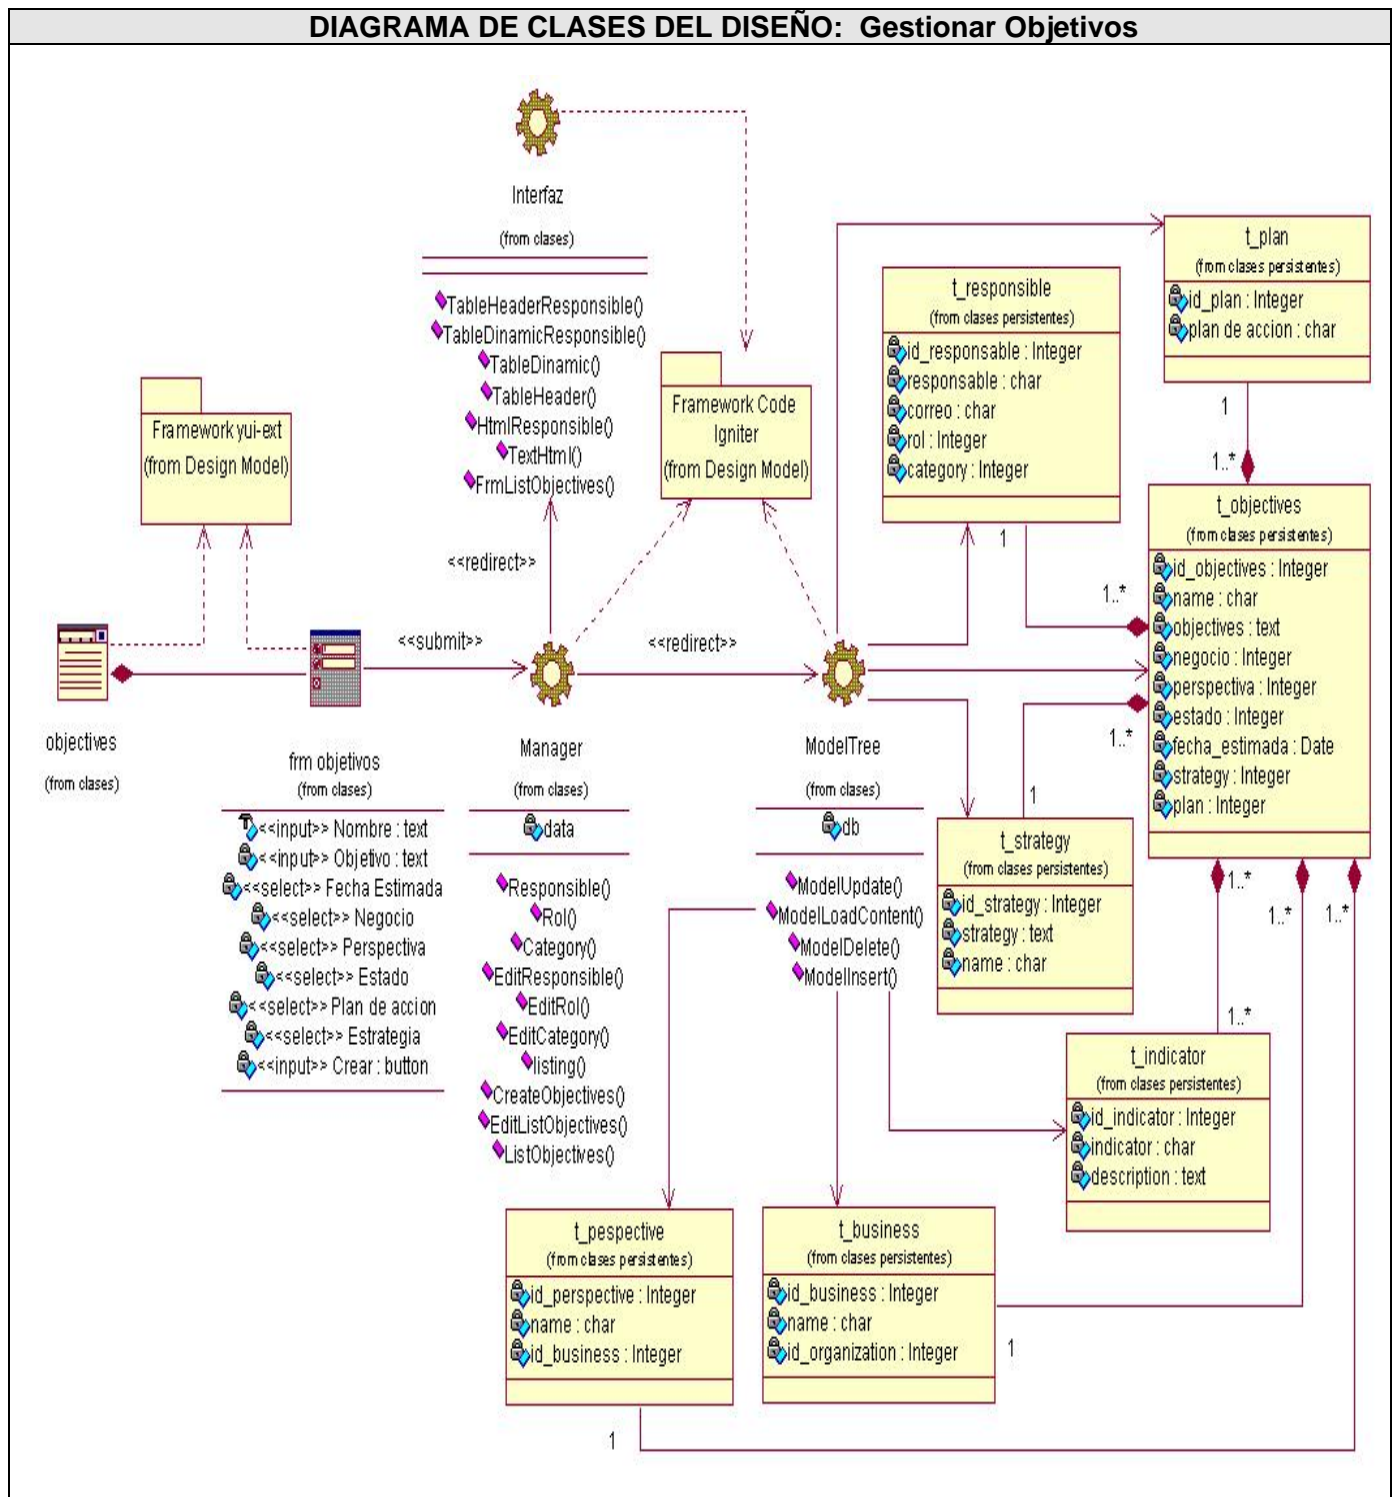 DIAGRAMA DE CLASES DEL DISEÑO: Gestionar Objetivos
Interfaz
(from clases)
TableHeaderResponsible()
TableDinamicResponsible()
TableDinamic()
TableHeader()
HtmlResponsible()
TextHtml()
FrmListObjectives()
Framework yui-ext
(from Design Model)
Framework Code
Igniter
(from Design Model)
t_responsible
(from clases persistentes)
id_responsable : Integer
responsable : char
correo : char
rol : Integer
category : Integer
t_plan
(from clases persistentes)
id_plan : Integer
plan de accion : char
1
1..*
t_objectives
(from clases persistentes)
id_objectives : Integer
name : char
objectives : text
negocio : Integer
perspectiva : Integer
estado : Integer
fecha_estimada : Date
strategy : Integer
plan : Integer
1
1..*
1..*
1
<<redirect>>
<<submit>>
<<redirect>>
objectives
(from clases)
frm objetivos
(from clases)
<<input>> Nombre : text
<<input>> Objetivo : text
<<select>> Fecha Estimada
<<select>> Negocio
<<select>> Perspectiva
<<select>> Estado
<<select>> Plan de accion
<<select>> Estrategia
<<input>> Crear : button
Manager
(from clases)
data
Responsible()
Rol()
Category()
EditResponsible()
EditRol()
EditCategory()
listing()
CreateObjectives()
EditListObjectives()
ListObjectives()
ModelTree
(from clases)
db
ModelUpdate()
ModelLoadContent()
ModelDelete()
ModelInsert()
t_strategy
(from clases persistentes)
id_strategy : Integer
strategy : text
name : char
1..*
1..*
1..*
1..*
t_indicator
(from clases persistentes)
id_indicator : Integer
indicator : char
description : text
t_pespective
(from clases persistentes)
id_perspective : Integer
name : char
id_business : Integer
t_business
(from clases persistentes)
id_business : Integer
name : char
id_organization : Integer
1
1